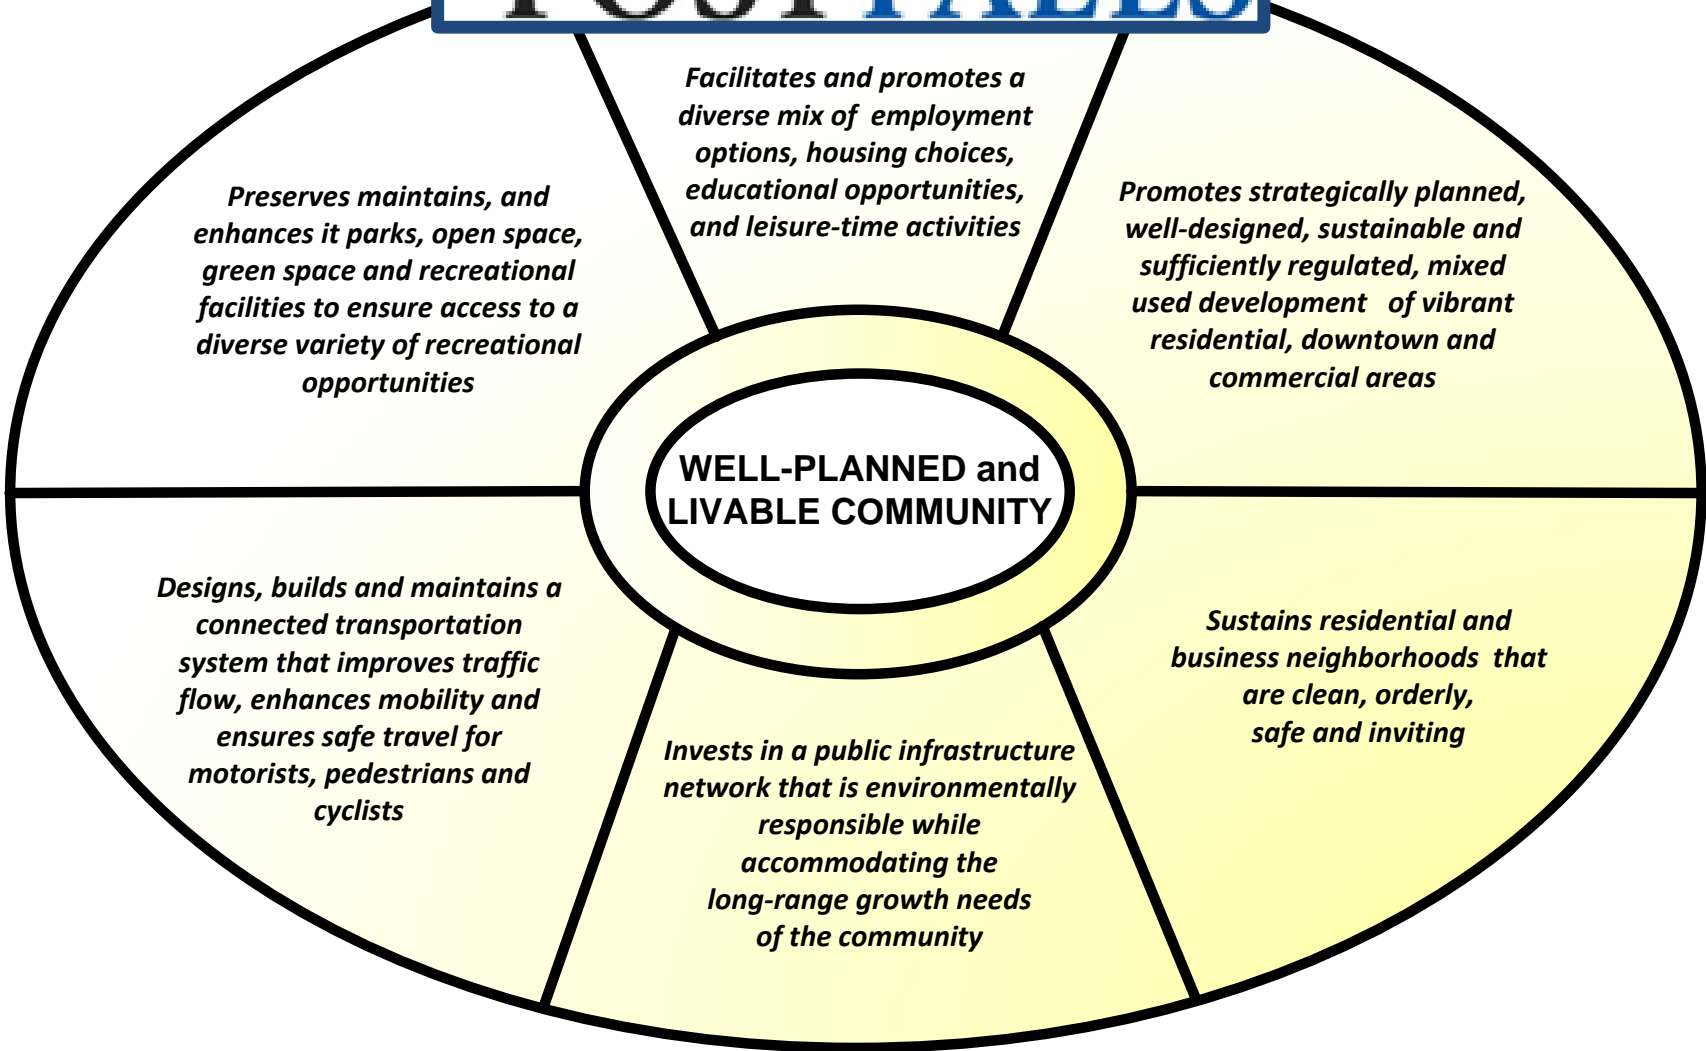 POST FALLS
Facilitates and promotes a
diverse mix of employment
options, housing choices,
educational opportunities,
and leisure-time activities
Preserves maintains, and
enhances it parks, open space,
green space and recreational
facilities to ensure access to a
diverse variety of recreational
opportunities
Promotes strategically planned,
well-designed, sustainable and
sufficiently regulated, mixed
used development of vibrant
residential, downtown and
commercial areas
WELL-PLANNED and
LIVABLE COMMUNITY
Designs, builds and maintains a
connected transportation
system that improves traffic
flow, enhances mobility and
ensures safe travel for
motorists, pedestrians and
cyclists
Invests in a public infrastructure
network that is environmentally
responsible while
accommodating the
long-range growth needs
of the community
Sustains residential and
business neighborhoods that
are clean, orderly,
safe and inviting